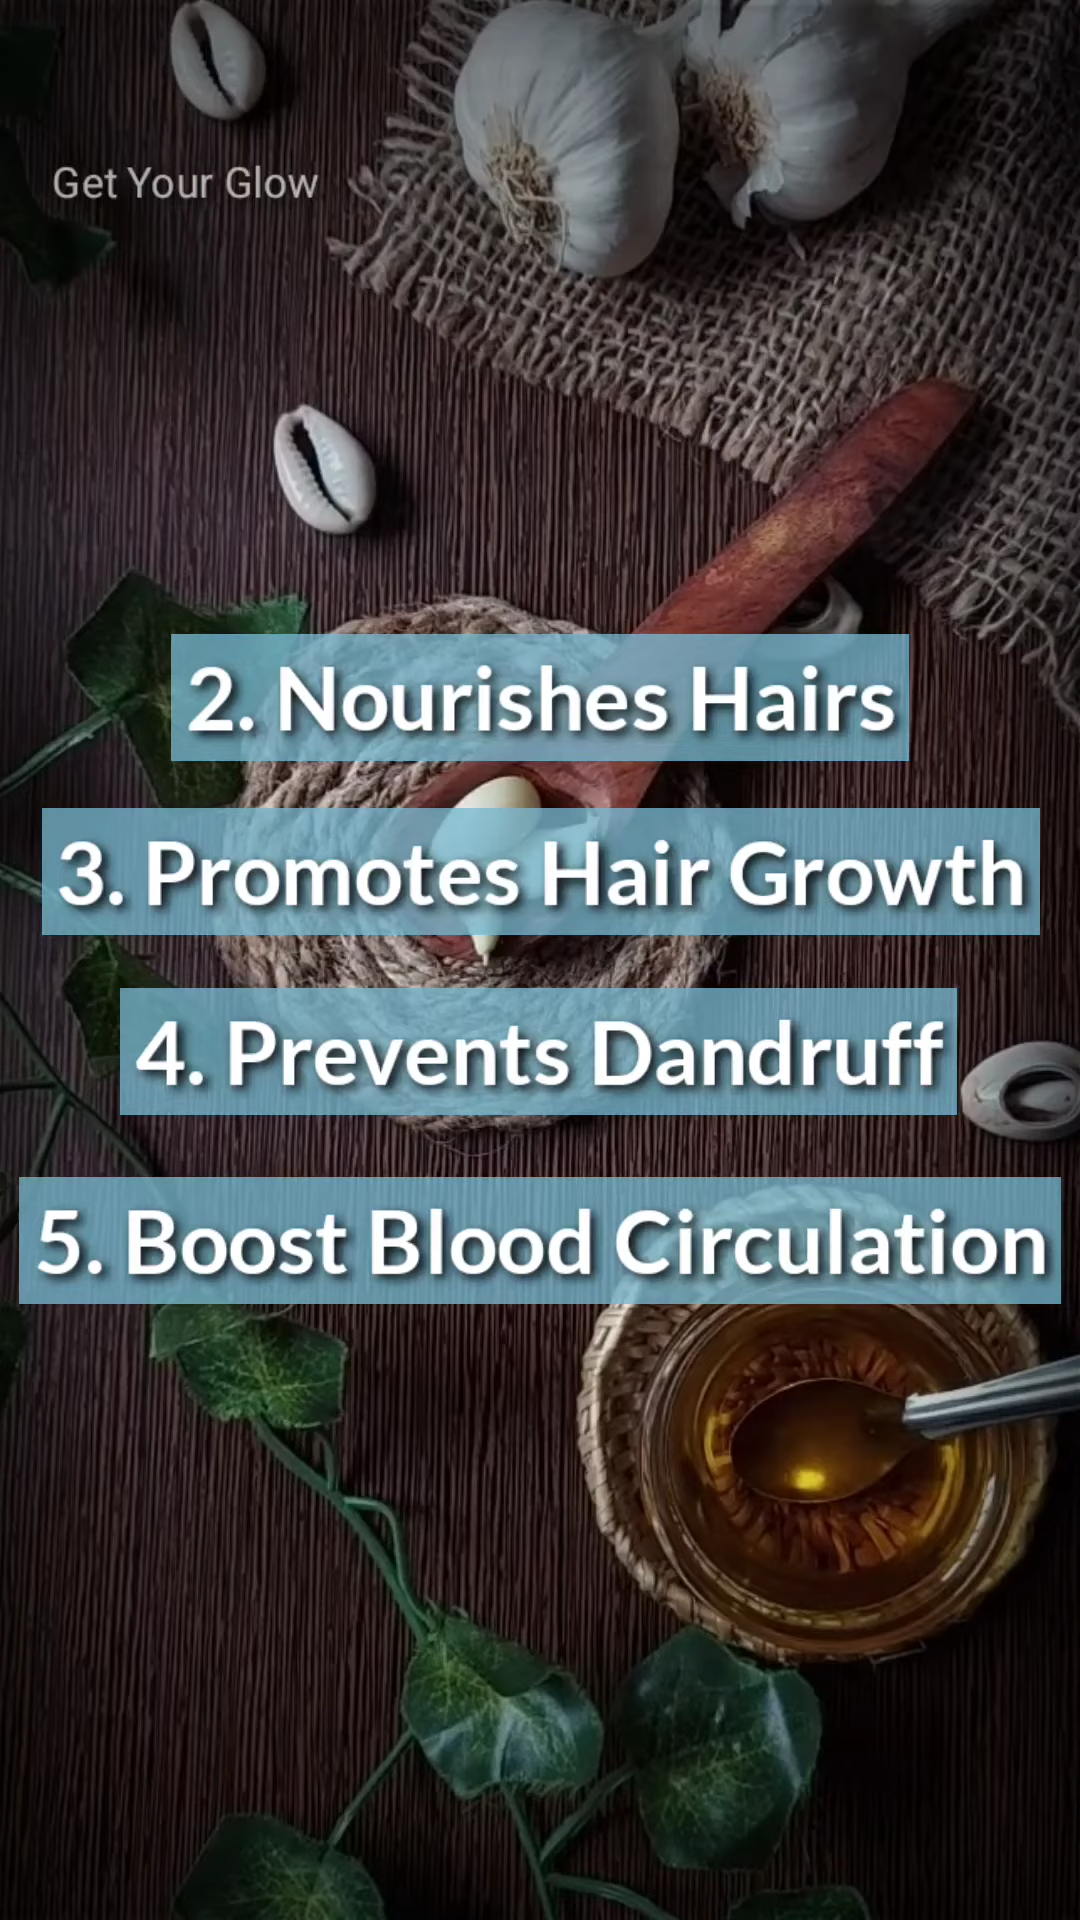 Get Your Glow
2. Nourishes Hairs
3. Promotes Hair Growth
4. Prevents Dandruff
5. Boost Blood Circulation